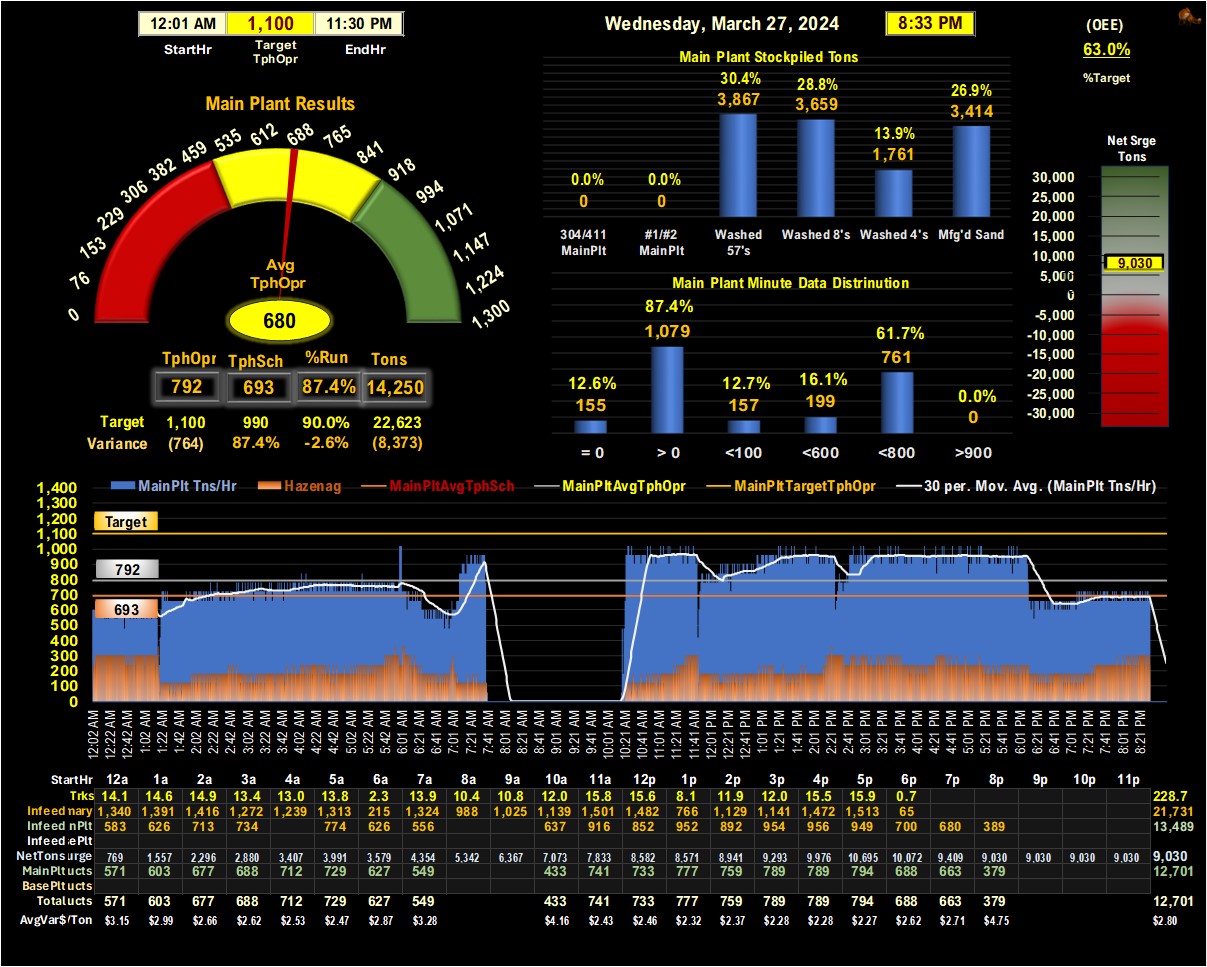 12:01 AM 1,100 11:30 PM
StartHr Target TphOpr EndHr
Wednesday, March 27, 2024 8:33 PM
(OEE)
63.0%
%Target
Main Plant Results
0 76 153 229 306 382 459 535 612 688 765 841 918 994 1,071 1,147 1,224 1,300
Avg
TphOpr
680
TphOpr TphSch %Run Tons
792 693 87.4% 14,250
Target 1,100 990 90.0% 22,623
Variance (764) 87.4% -2.6% (8,373)
Main Plant Stockpiled Tons
0.0% 0.0% 30.4% 28.8% 13.9% 26.9%
0 0 3,867 3,659 1,761 3,414
304/411 MainPlt #1/#2 MainPlt Washed 57's Washed 8's Washed 4's Mfg'd Sand
Main Plant Minute Data Distrinution
12.6% 87.4% 12.7% 16.1% 61.7% 0.0%
155 1,079 157 199 761 0
= 0 > 0 <100 <600 <800 >900
Net Srge
Tons
30,000
25,000
20,000
15,000
10,000
9,030
5,000
0
-5,000
-10,000
-15,000
-20,000
-25,000
-30,000
MainPlt Tns/Hr Hazenag MainPltAvgTphSch MainPltAvgTphOpr MainPltTargetTphOpr 30 per. Mov. Avg. (MainPlt Tns/Hr)
1,400
1,300
1,200
1,100
1,000
900
800
700
600
500
400
300
200
100
0
Target
792
693
12:02 AM 12:22 AM 12:42 AM 1:02 AM 1:22 AM 1:42 AM 2:02 AM 2:22 AM 2:42 AM 3:02 AM 3:22 AM 3:42 AM 4:02 AM 4:22 AM 4:42 AM 5:02 AM 5:22 AM 5:42 AM 6:01 AM 6:21 AM 6:41 AM 7:01 AM 7:21 AM 7:41 AM 8:01 AM 8:21 AM 8:41 AM 9:01 AM 9:21 AM 9:41 AM 10:01 AM 10:21 AM 10:41 AM 11:01 AM 11:21 AM 11:41 AM 12:01 PM 12:21 PM 12:41 PM 1:01 PM 1:21 PM 1:41 PM 2:01 PM 2:21 PM 2:41 PM 3:01 PM 3:21 PM 3:41 PM 4:01 PM 4:21 PM 4:41 PM 5:01 PM 5:21 PM 5:41 PM 6:01 PM 6:21 PM 6:41 PM 7:01 PM 7:21 PM 7:41 PM 8:01 PM 8:21 PM
StartHr 12a 1a 2a 3a 4a 5a 6a 7a 8a 9a 10a 11a 12p 1p 2p 3p 4p 5p 6p 7p 8p 9p 10p 11p
Trks 14.1 14.6 14.9 13.4 13.0 13.8 2.3 13.9 10.4 10.8 12.0 15.8 15.6 8.1 11.9 12.0 15.5 15.9 0.7 228.7
Infeed nary 1,340 1,391 1,416 1,272 1,239 1,313 215 1,324 988 1,025 1,139 1,501 1,482 766 1,129 1,141 1,472 1,513 65 21,731
Infeed nPlt 583 626 713 734 774 626 556 637 916 852 952 892 954 956 949 700 680 389 13,489
Infeed ePlt
NetTons urge 769 1,557 2,296 2,880 3,407 3,991 3,579 4,354 5,342 6,367 7,073 7,833 8,582 8,571 8,941 9,293 9,976 10,695 10,072 9,409 9,030 9,030 9,030 9,030 9,030
MainPlt ucts 571 603 677 688 712 729 627 549 433 741 733 777 759 789 789 794 688 663 379 12,701
BasePlt ucts
Total ucts 571 603 677 688 712 729 627 549 433 741 733 777 759 789 789 794 688 663 379 12,701
AvgVar$/Ton $3.15 $2.99 $2.66 $2.62 $2.53 $2.47 $2.87 $3.28 $4.16 $2.43 $2.46 $2.32 $2.37 $2.28 $2.28 $2.27 $2.62 $2.71 $4.75 $2.80